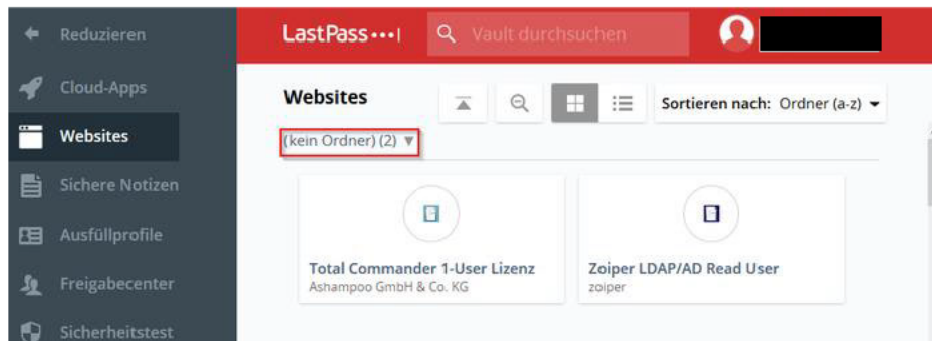 Reduzieren
LastPass
Vault durchsuchen
Cloud-Apps
Websites
Sortieren nach: Ordner (a-z)
Websites
(kein Ordner) (2)
Sichere Notizen
Ausfüllprofile
Freigabecenter
Sicherheitstest
Total Commander 1-User Lizenz
Ashampoo GmbH & Co. KG
Zoiper LDAP/AD Read User
zoiper